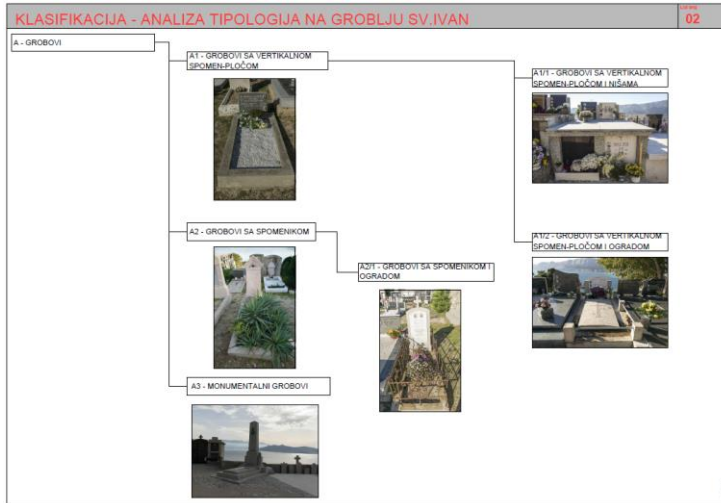 KLASIFIKACIJA - ANALIZA TIPOLOGIJA NA GROBLJU SV.IVAN
02
A - GROBOVI
A1 - GROBOVI SA VERTIKALNOM
SPOMEN-PLOČOM
A1/1 - GROBOVI SA VERTIKALNOM
SPOMEN-PLOČOM I NIŠAMA
A2 - GROBOVI SA SPOMENIKOM
A1/2 - GROBOVI SA VERTIKALNOM
SPOMEN-PLOČOM I OGRADOM
A2/1 - GROBOVI SA SPOMENIKOM I
OGRADOM
A3 - MONUMENTALNI GROBOVI